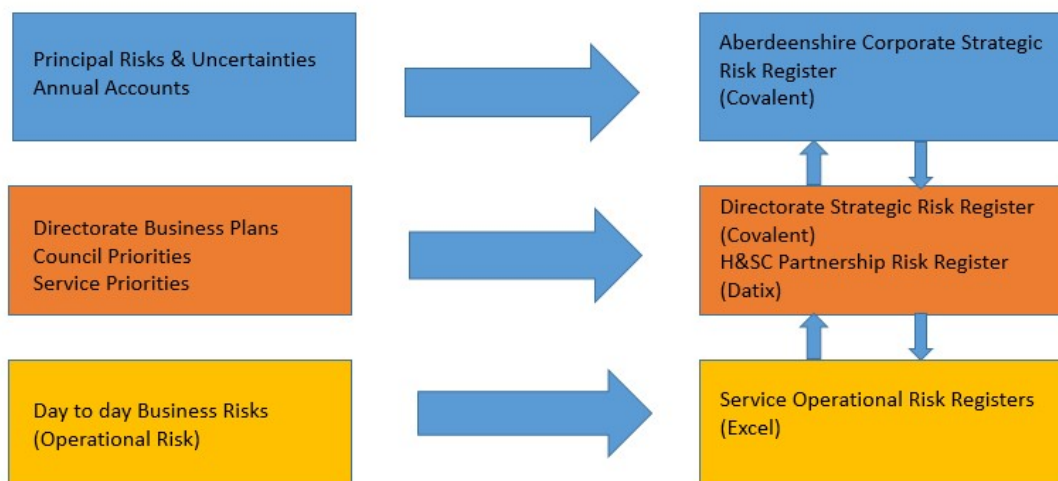 Principal Risks & Uncertainties
Annual Accounts
Aberdeenshire Corporate Strategic
Risk Register
(Covalent)
Directorate Business Plans
Council Priorities
Service Priorities
Directorate Strategic Risk Register
(Covalent)
H&SC Partnership Risk Register
(Datix)
Day to day Business Risks
(Operational Risk)
Service Operational Risk Registers
(Excel)